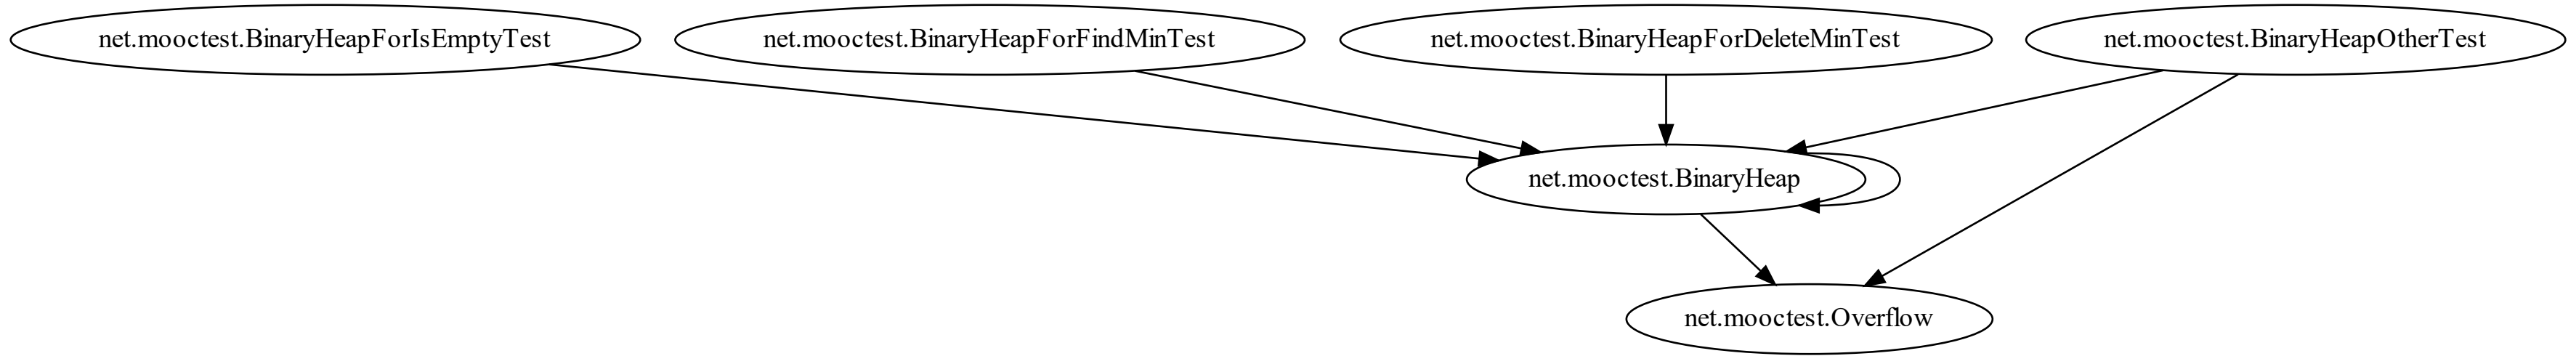 net.mooctest.BinaryHeapForIsEmptyTest
net.mooctest.BinaryHeapForFindMinTest
net.mooctest.BinaryHeapForDeleteMinTest
net.mooctest.BinaryHeapOtherTest
net.mooctest.BinaryHeap
net.mooctest.Overflow